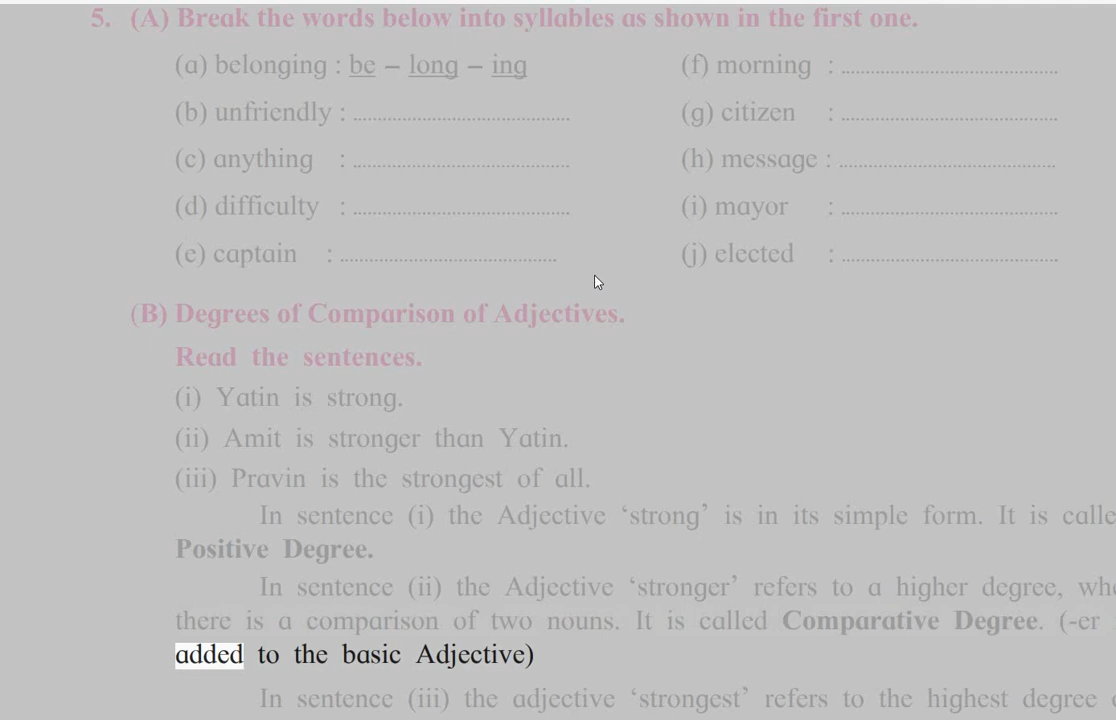 5. (A) Break the words below into syllables as shown in the first one.
(a) belonging : be – long – ing
(f) morning : ........................................
(b) unfriendly : ........................................
(g) citizen : ........................................
(c) anything : ........................................
(h) message : ........................................
(d) difficulty : ........................................
(i) mayor : ........................................
(e) captain : ........................................
(j) elected : ........................................
(B) Degrees of Comparison of Adjectives.
Read the sentences.
(i) Yatin is strong.
(ii) Amit is stronger than Yatin.
(iii) Pravin is the strongest of all.
In sentence (i) the Adjective ‘strong’ is in its simple form. It is
Positive Degree.
In sentence (ii) the Adjective ‘stronger’ refers to a higher degree,
there is a comparison of two nouns. It is called Comparative Degree. (-er
added to the basic Adjective)
In sentence (iii) the adjective ‘strongest’ refers to the highest degree